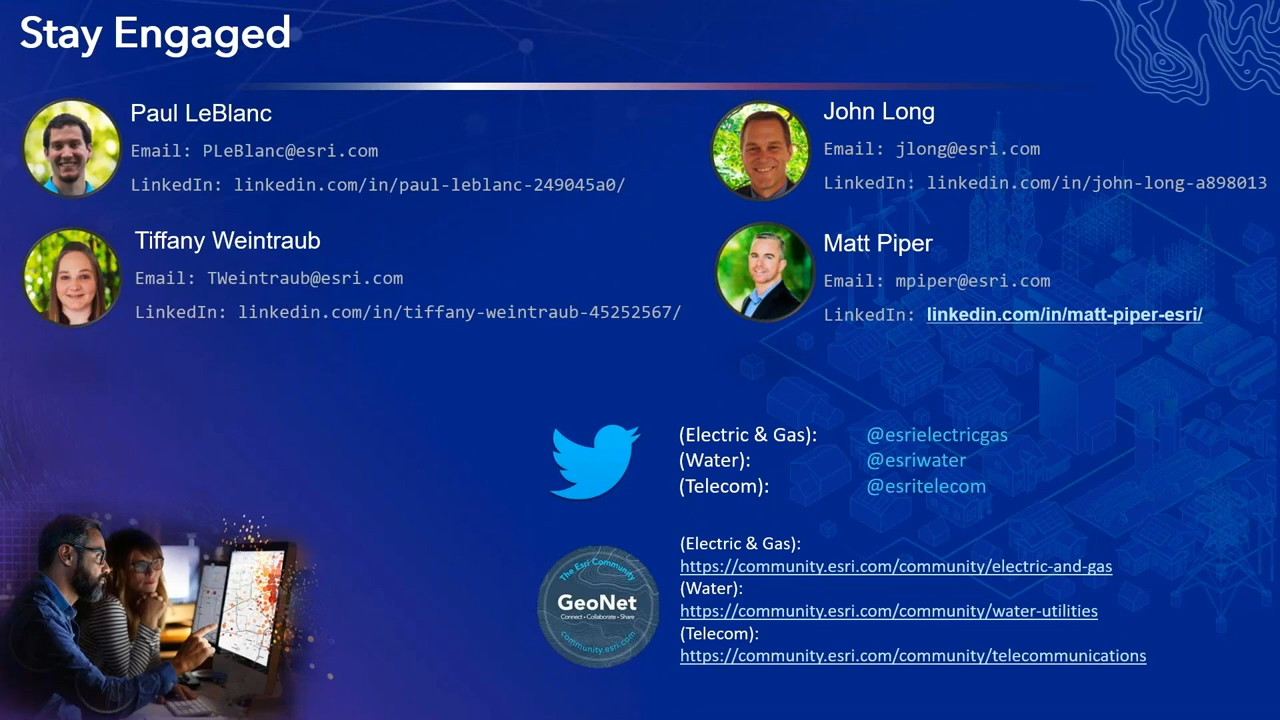 Stay Engaged
Paul LeBlanc
Email: PLeBlanc@esri.com
LinkedIn: linkedin.com/in/paul-leblanc-249045a0/
Tiffany Weintraub
Email: TWeintraub@esri.com
LinkedIn: linkedin.com/in/tiffany-weintraub-45252567/
John Long
Email: jlong@esri.com
LinkedIn: linkedin.com/in/john-long-a898013
Matt Piper
Email: mpiper@esri.com
LinkedIn: linkedin.com/in/matt-piper-esri/
(Electric & Gas): @esrielectricgas
(Water): @esriwater
(Telecom): @esritelecom
The Esri Community
GeoNet
Connect • Collaborate • Share
community.esri.com
(Electric & Gas):
https://community.esri.com/community/electric-and-gas
(Water):
https://community.esri.com/community/water-utilities
(Telecom):
https://community.esri.com/community/telecommunications